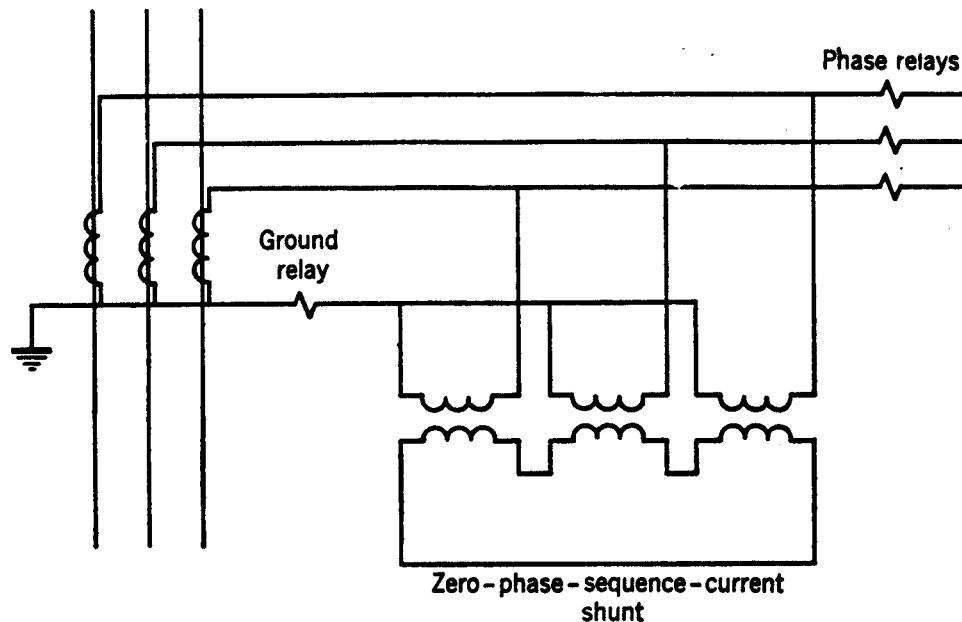 Phase relays
Ground
relay
Zero-phase-sequence-current
shunt